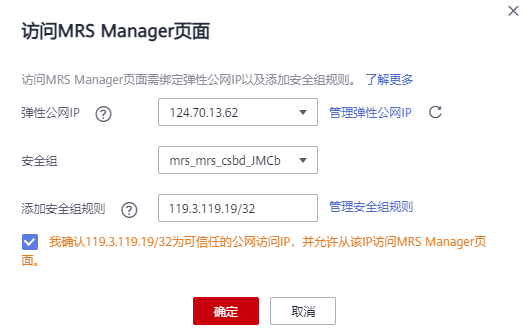 访问MRS Manager页面
访问MRS Manager页面需绑定弹性公网IP以及添加安全组规则。 了解更多
弹性公网IP ? 124.70.13.62 管理弹性公网IP
安全组 mrs_mrs_csbd_JMCb
添加安全组规则 ? 119.3.119.19/32 管理安全组规则
我确认119.3.119.19/32为可信任的公网访问IP，并允许从该IP访问MRS Manager页
面。
确定 取消